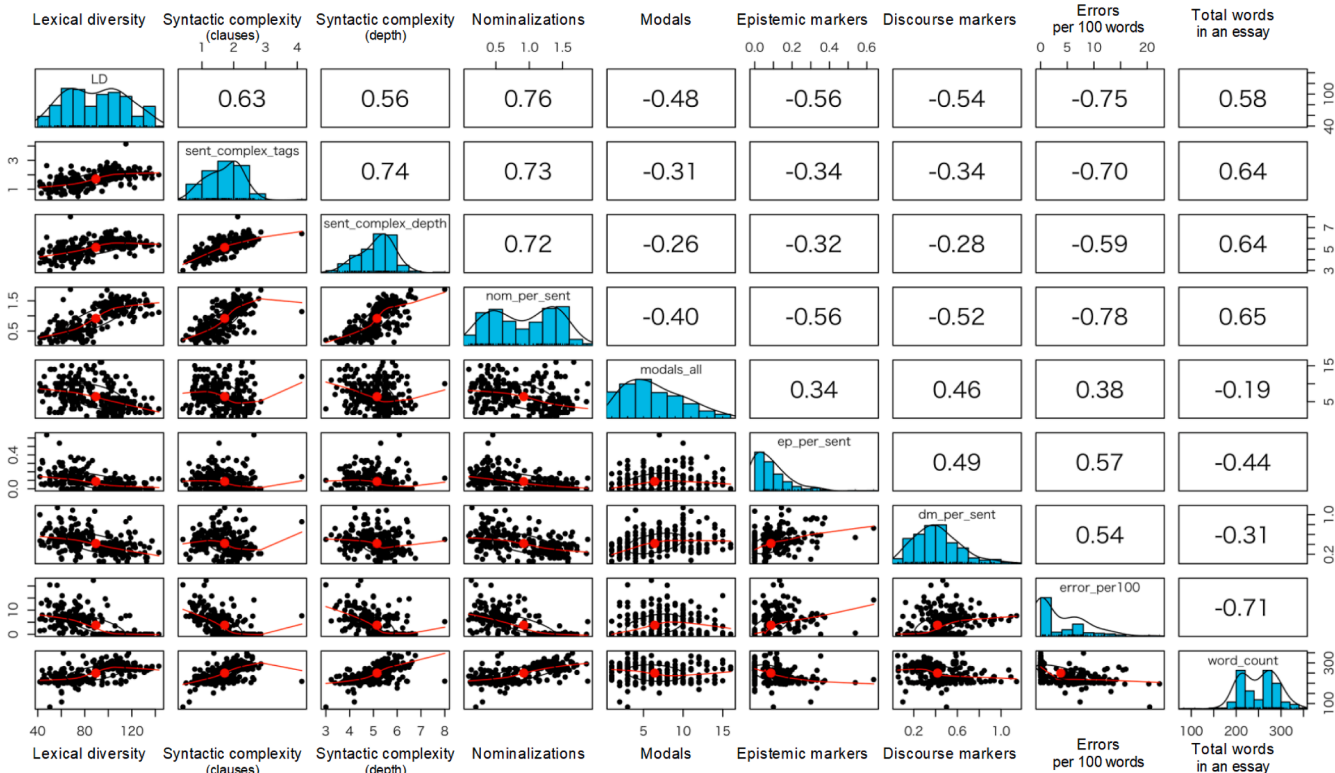 Lexical diversity Syntactic complexity Syntactic complexity Nominalizations Modals Epistemic markers Discourse markers Errors Total words
(clauses) (depth) per 100 words in an essay
1 2 3 4 0.5 1.0 1.5 0.0 0.2 0.4 0.6 0 5 10 20
LD 0.63 0.56 0.76 -0.48 -0.56 -0.54 -0.75 0.58 40 100
3 1 sent_complex_tags 0.74 0.73 -0.31 -0.34 -0.34 -0.70 0.64
sent_complex_depth 0.72 -0.26 -0.32 -0.28 -0.59 0.64 3 5 7
1.5 0.5 nom_per_sent -0.40 -0.56 -0.52 -0.78 0.65
modals_all 0.34 0.46 0.38 -0.19 5 15
0.4 0.0 ep_per_sent 0.49 0.57 -0.44
dm_per_sent 0.54 -0.31 0.2 1.0
10 0 error_per100 -0.71
word_count 100 300
40 80 120 1 2 3 4 3 4 5 6 7 8 0.5 1.0 1.5 5 10 15 0.2 0.6 1.0 100 200 300
Lexical diversity Syntactic complexity Syntactic complexity Nominalizations Modals Epistemic markers Discourse markers Errors Total words
(clauses) (depth) per 100 words in an essay